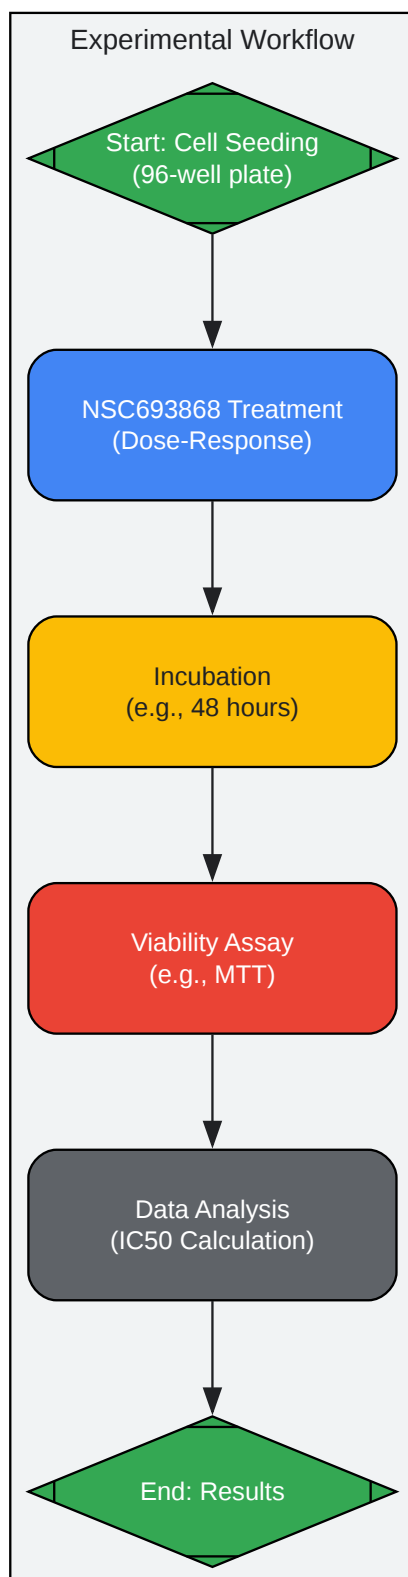 Experimental Workflow
Start: Cell Seeding
(96-well plate)
NSC693868 Treatment
(Dose-Response)
Incubation
(e.g., 48 hours)
Viability Assay
(e.g., MTT)
Data Analysis
(IC50 Calculation)
End: Results